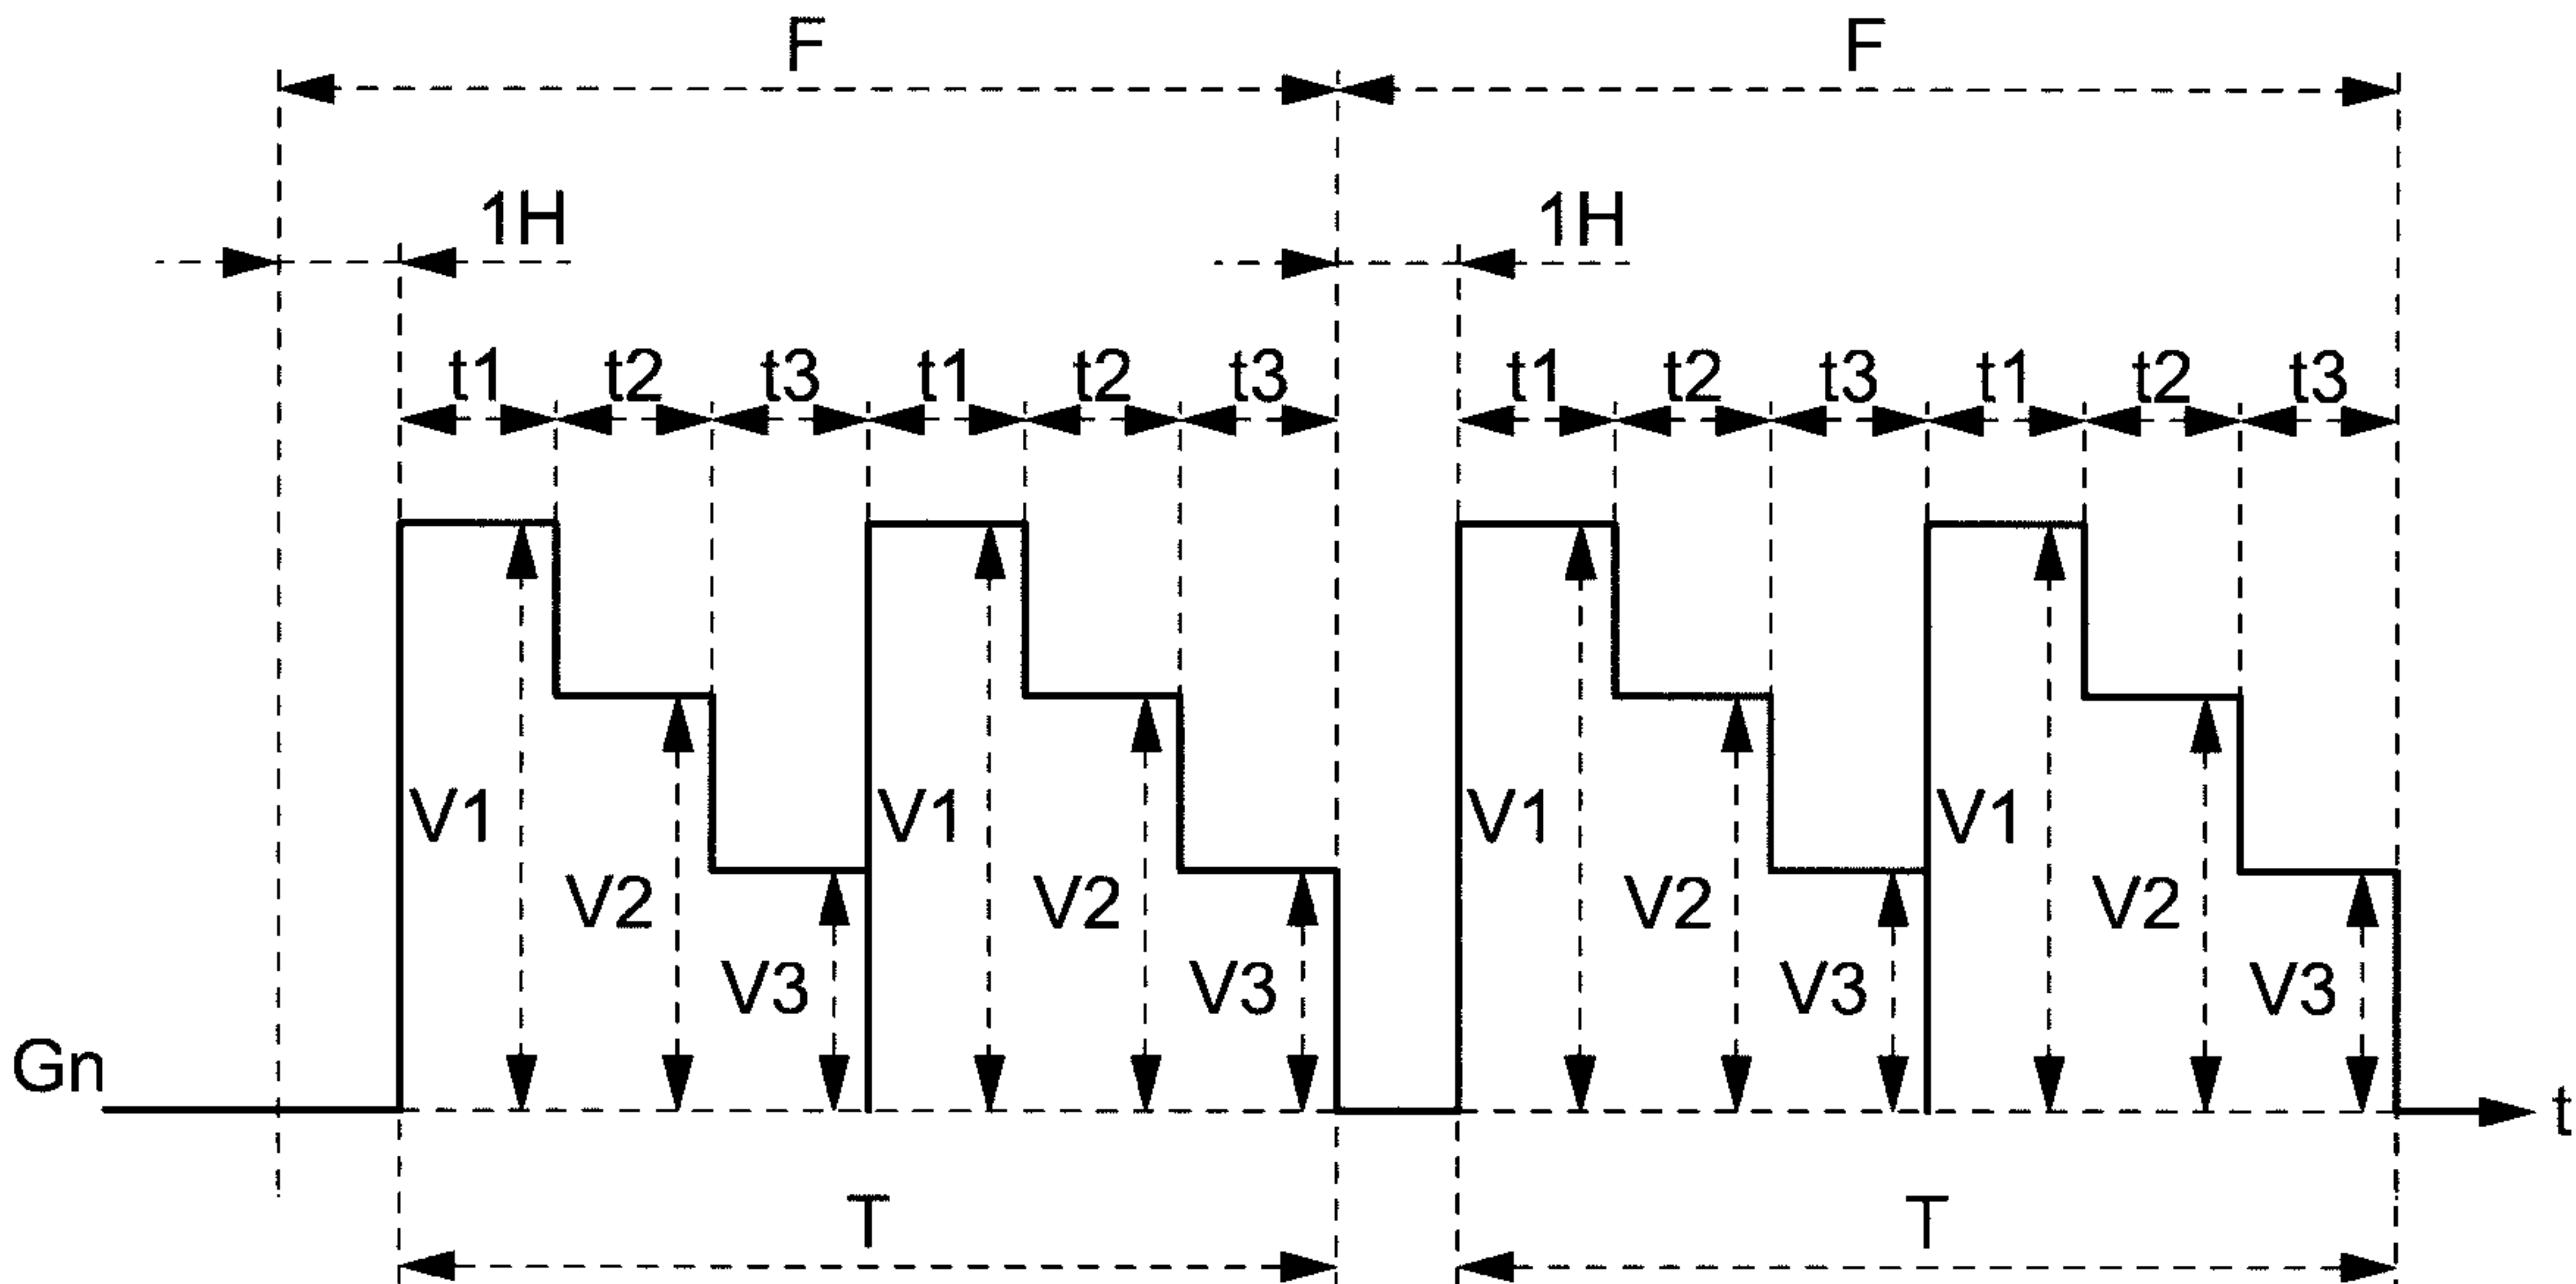 F F
1H 1H
t1 t2 t3 t1 t2 t3 t1 t2 t3 t1 t2 t3
V1 V1 V1 V1
V2 V2 V2 V2
V3 V3 V3 V3
Gn t
T T